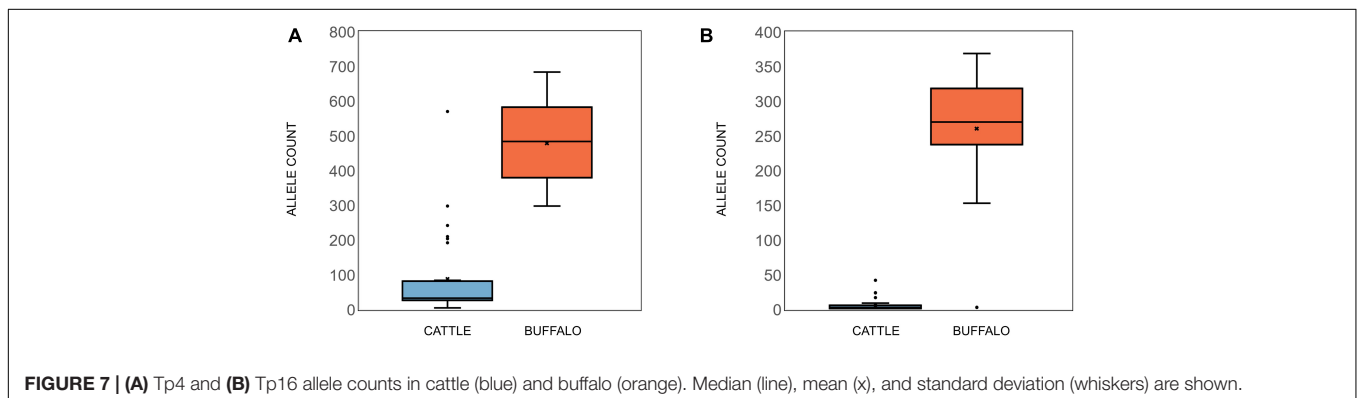 A
800
700
600
500
400
300
200
100
0
ALLELE COUNT
CATTLE
BUFFALO
B
400
350
300
250
200
150
100
50
0
ALLELE COUNT
CATTLE
BUFFALO
FIGURE 7 | (A) Tp4 and (B) Tp16 allele counts in cattle (blue) and buffalo (orange). Median (line), mean (x), and standard deviation (whiskers) are shown.